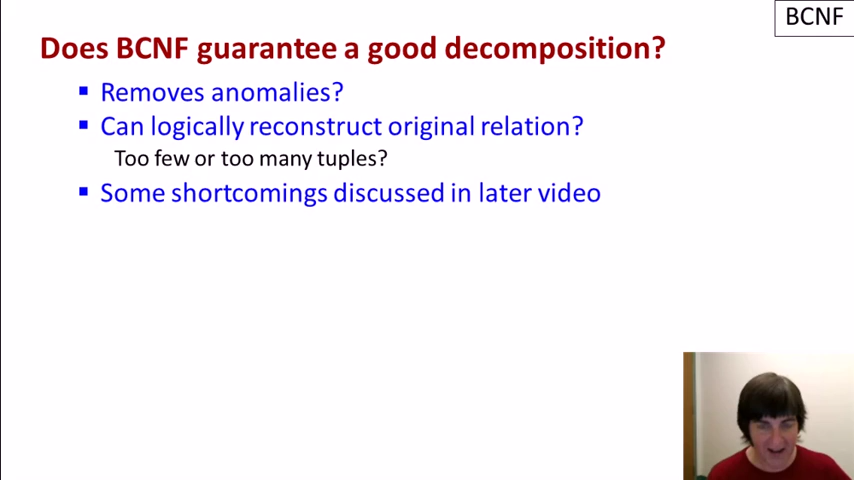 BCNF
Does BCNF guarantee a good decomposition?
▪ Removes anomalies?
▪ Can logically reconstruct original relation?
Too few or too many tuples?
▪ Some shortcomings discussed in later video